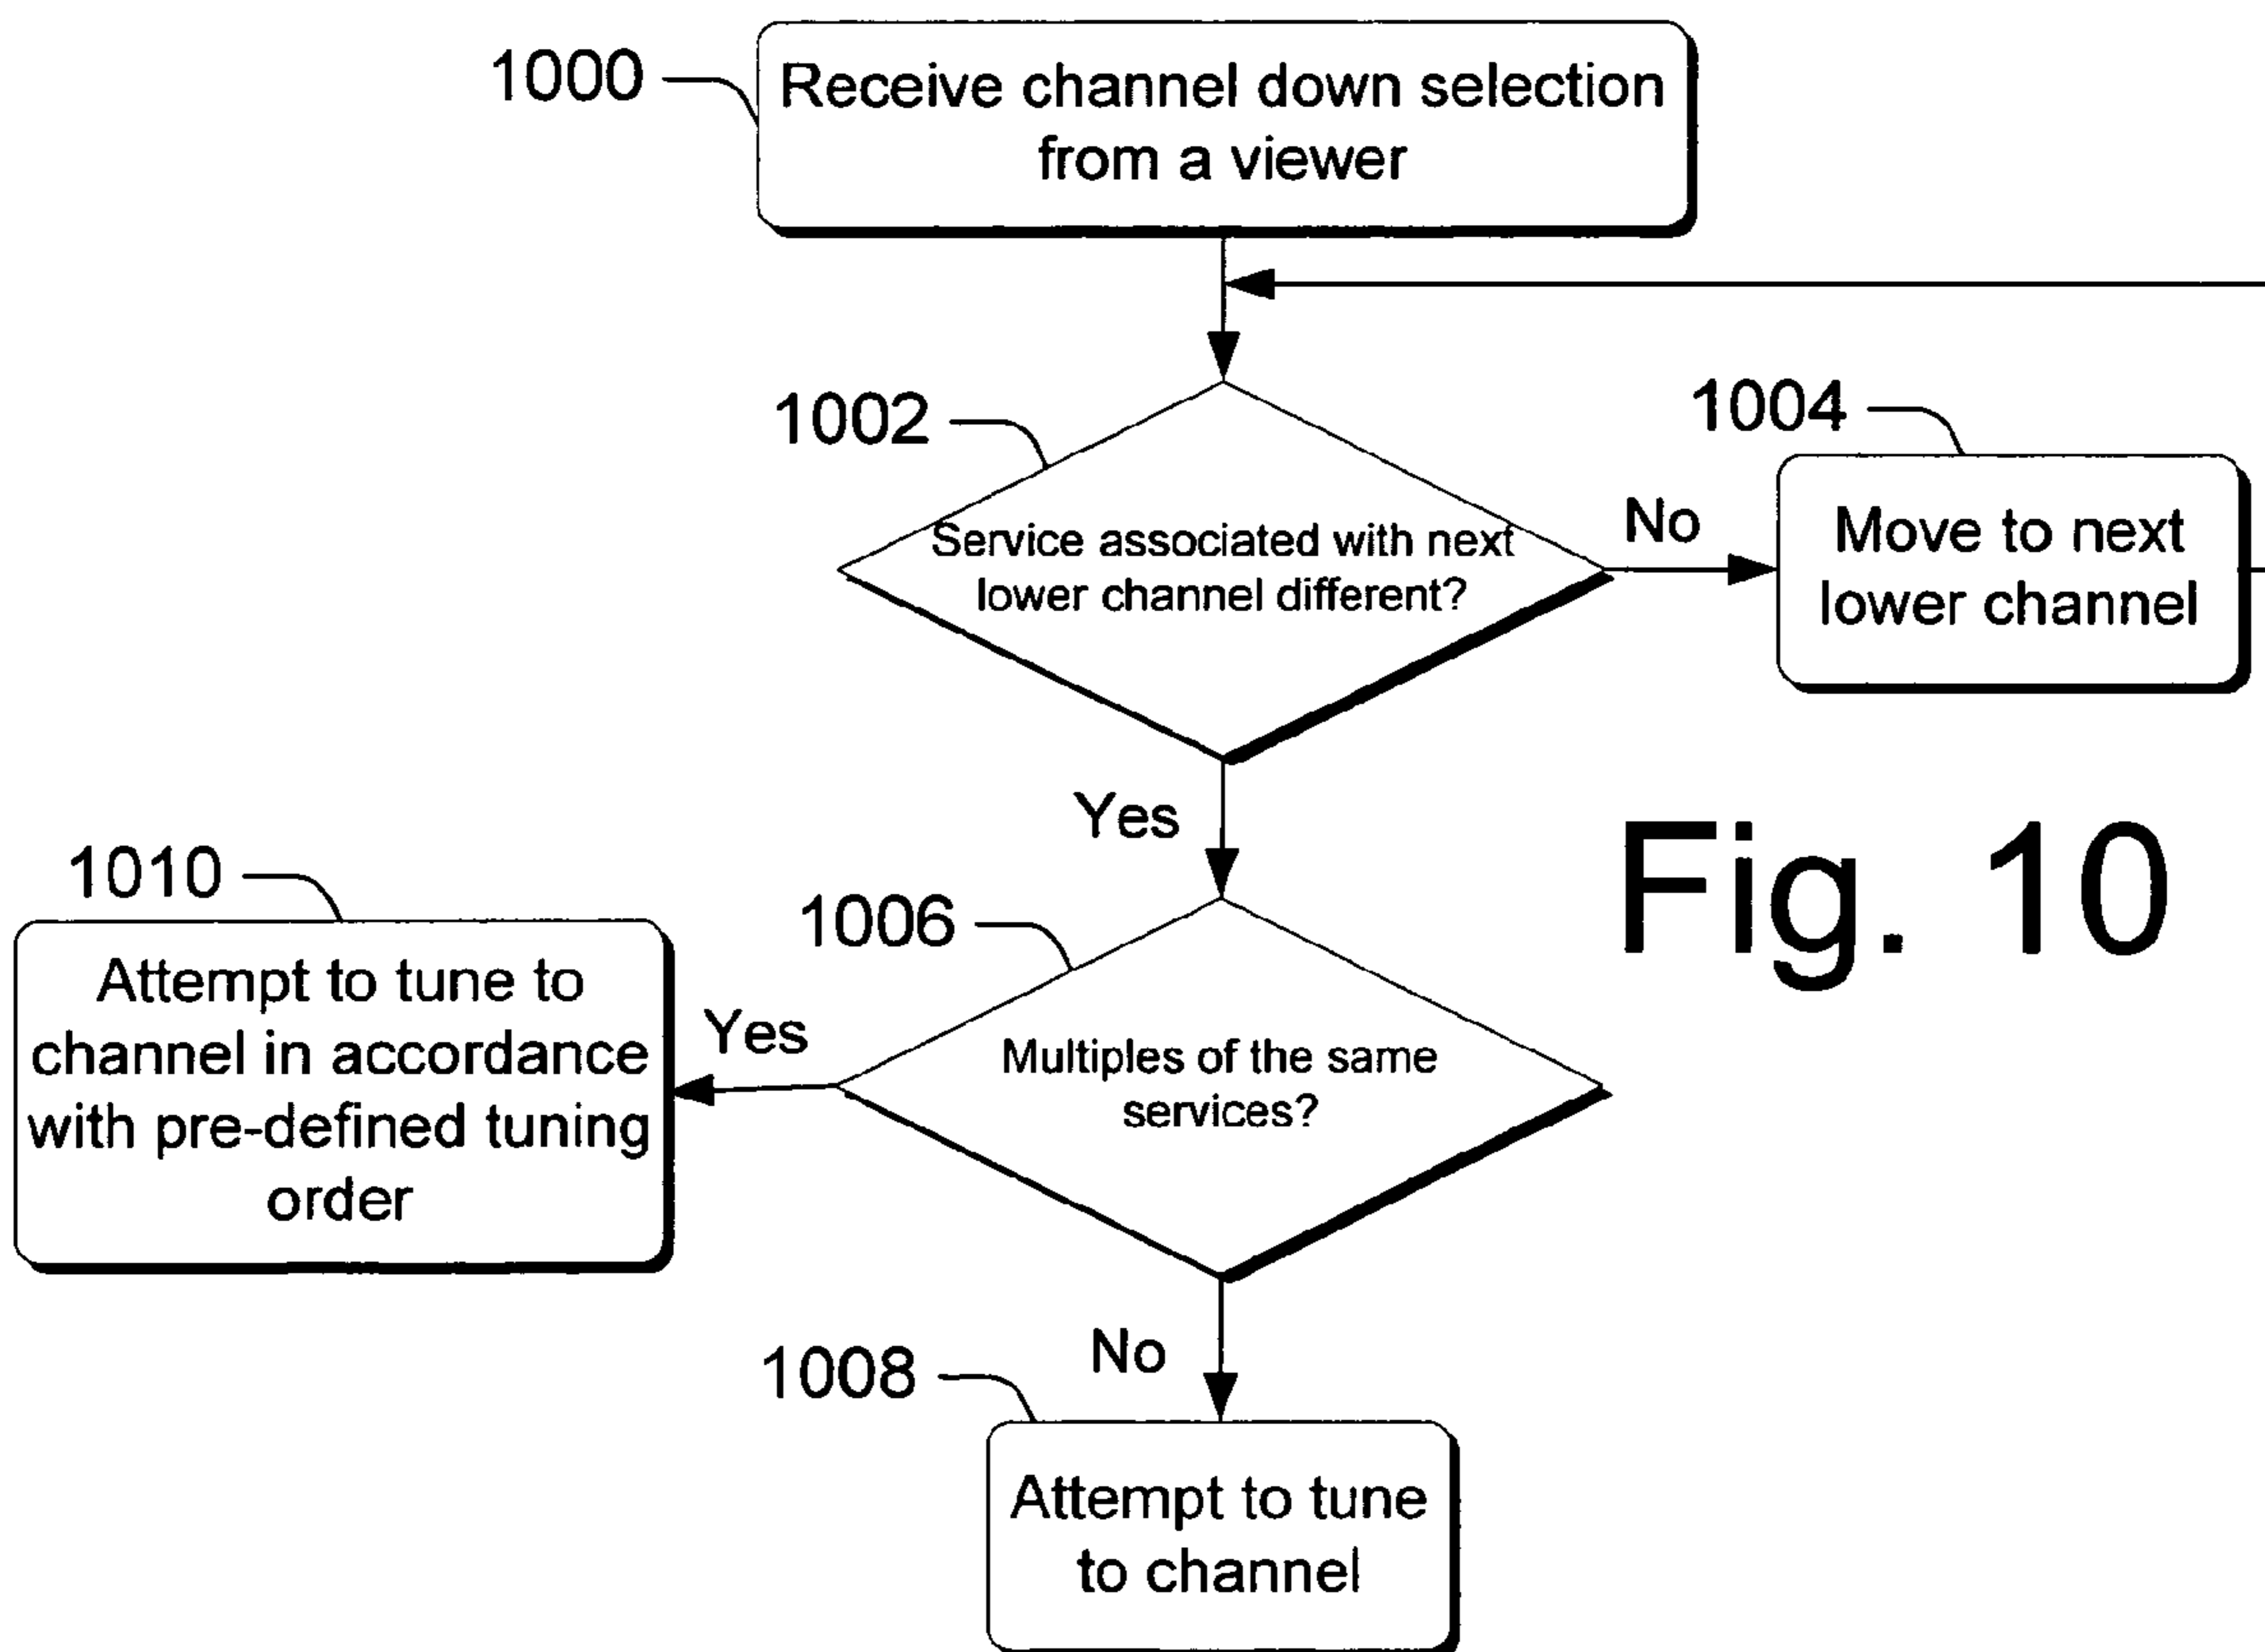 1000
Receive channel down selection
from a viewer
1002
Service associated with next
lower channel different?
No
1004
Move to next
lower channel
Yes
Fig. 10
1006
Multiples of the same
services?
Yes
1010
Attempt to tune to
channel in accordance
with pre-defined tuning
order
No
1008
Attempt to tune
to channel